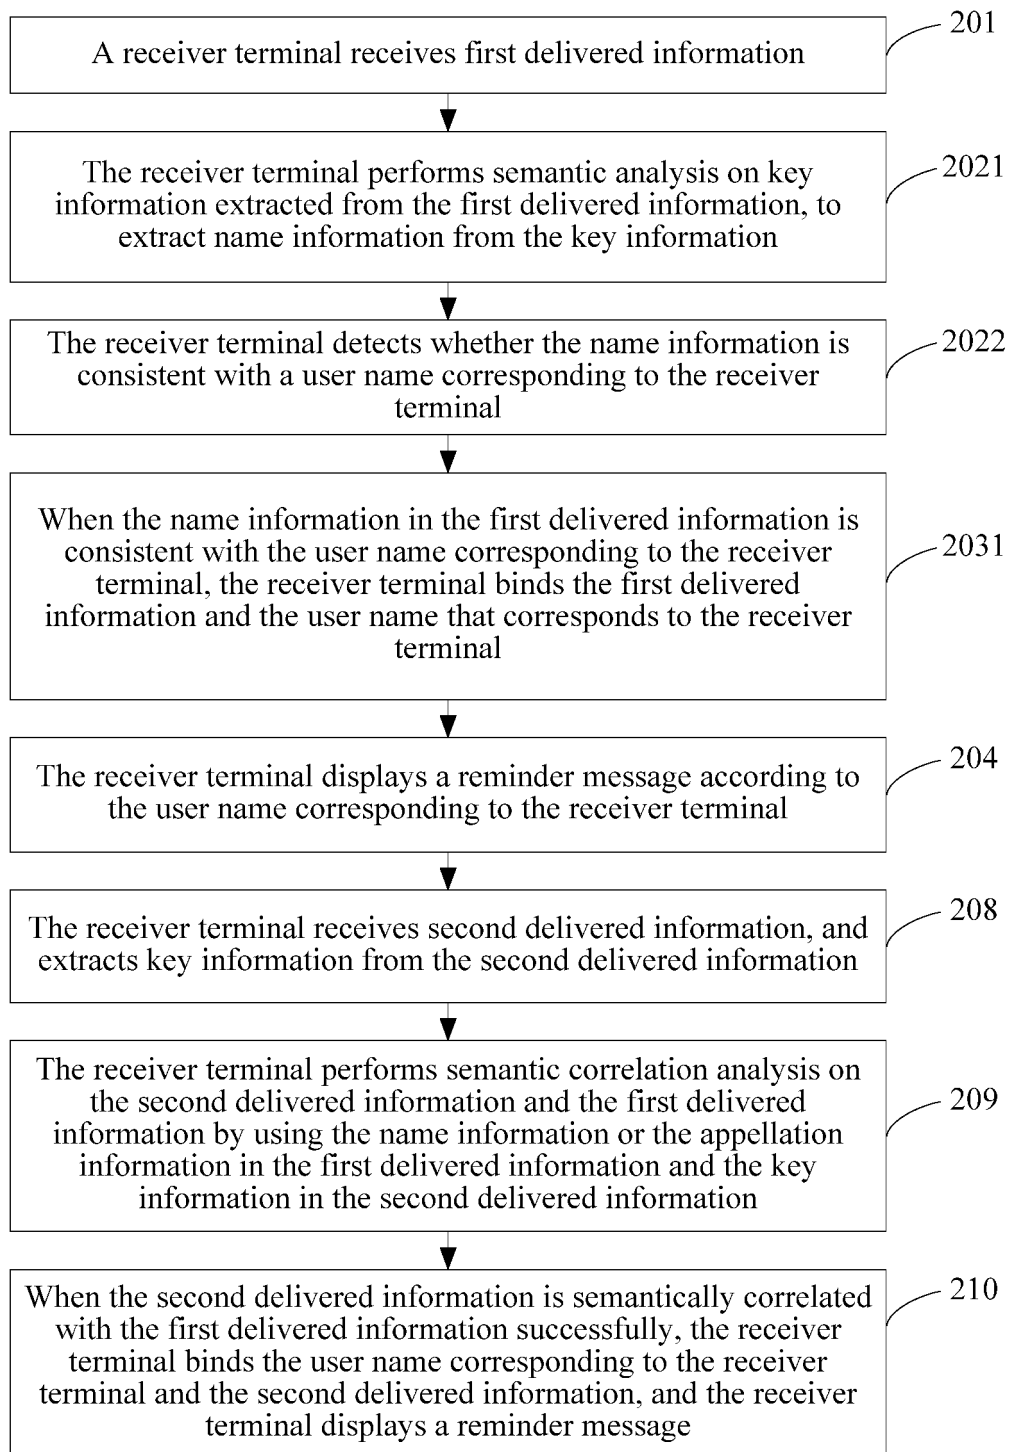 201
A receiver terminal receives first delivered information
2021
The receiver terminal performs semantic analysis on key
information extracted from the first delivered information, to
extract name information from the key information
2022
The receiver terminal detects whether the name information is
consistent with a user name corresponding to the receiver
terminal
When the name information in the first delivered information is
consistent with the user name corresponding to the receiver
terminal, the receiver terminal binds the first delivered
information and the user name that corresponds to the receiver
terminal
2031
204
The receiver terminal displays a reminder message according to
the user name corresponding to the receiver terminal
208
The receiver terminal receives second delivered information, and
extracts key information from the second delivered information
The receiver terminal performs semantic correlation analysis on
the second delivered information and the first delivered
information by using the name information or the appellation
information in the first delivered information and the key
information in the second delivered information
209
210
When the second delivered information is semantically correlated
with the first delivered information successfully, the receiver
terminal binds the user name corresponding to the receiver
terminal and the second delivered information, and the receiver
terminal displays a reminder message